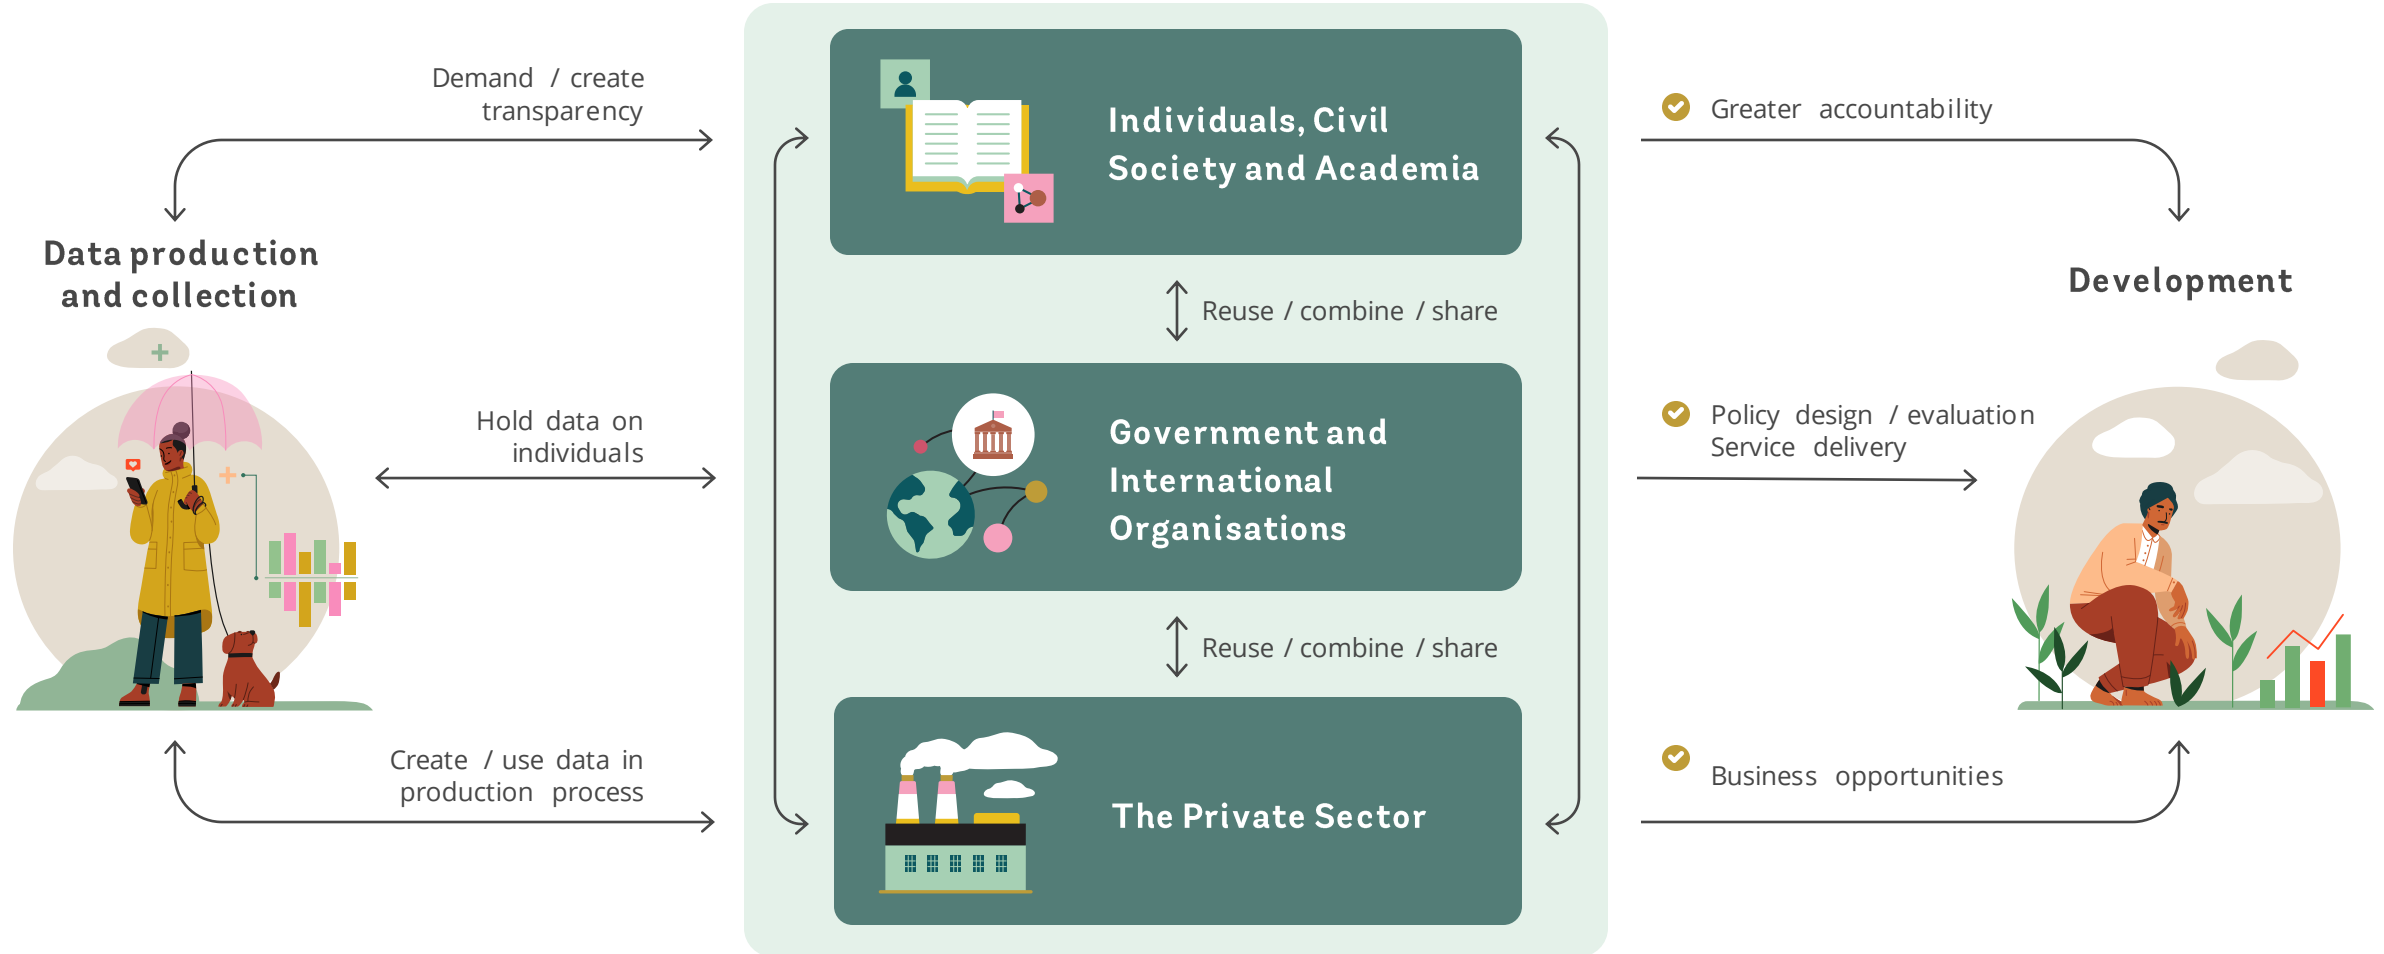 Demand / create
transparency
Data production
and collection
Hold data on
individuals
Create / use data in
production process
Individuals, Civil
Society and Academia
Reuse / combine / share
Government and
International
Organisations
Reuse / combine / share
The Private Sector
Greater accountability
Development
Policy design / evaluation
Service delivery
Business opportunities